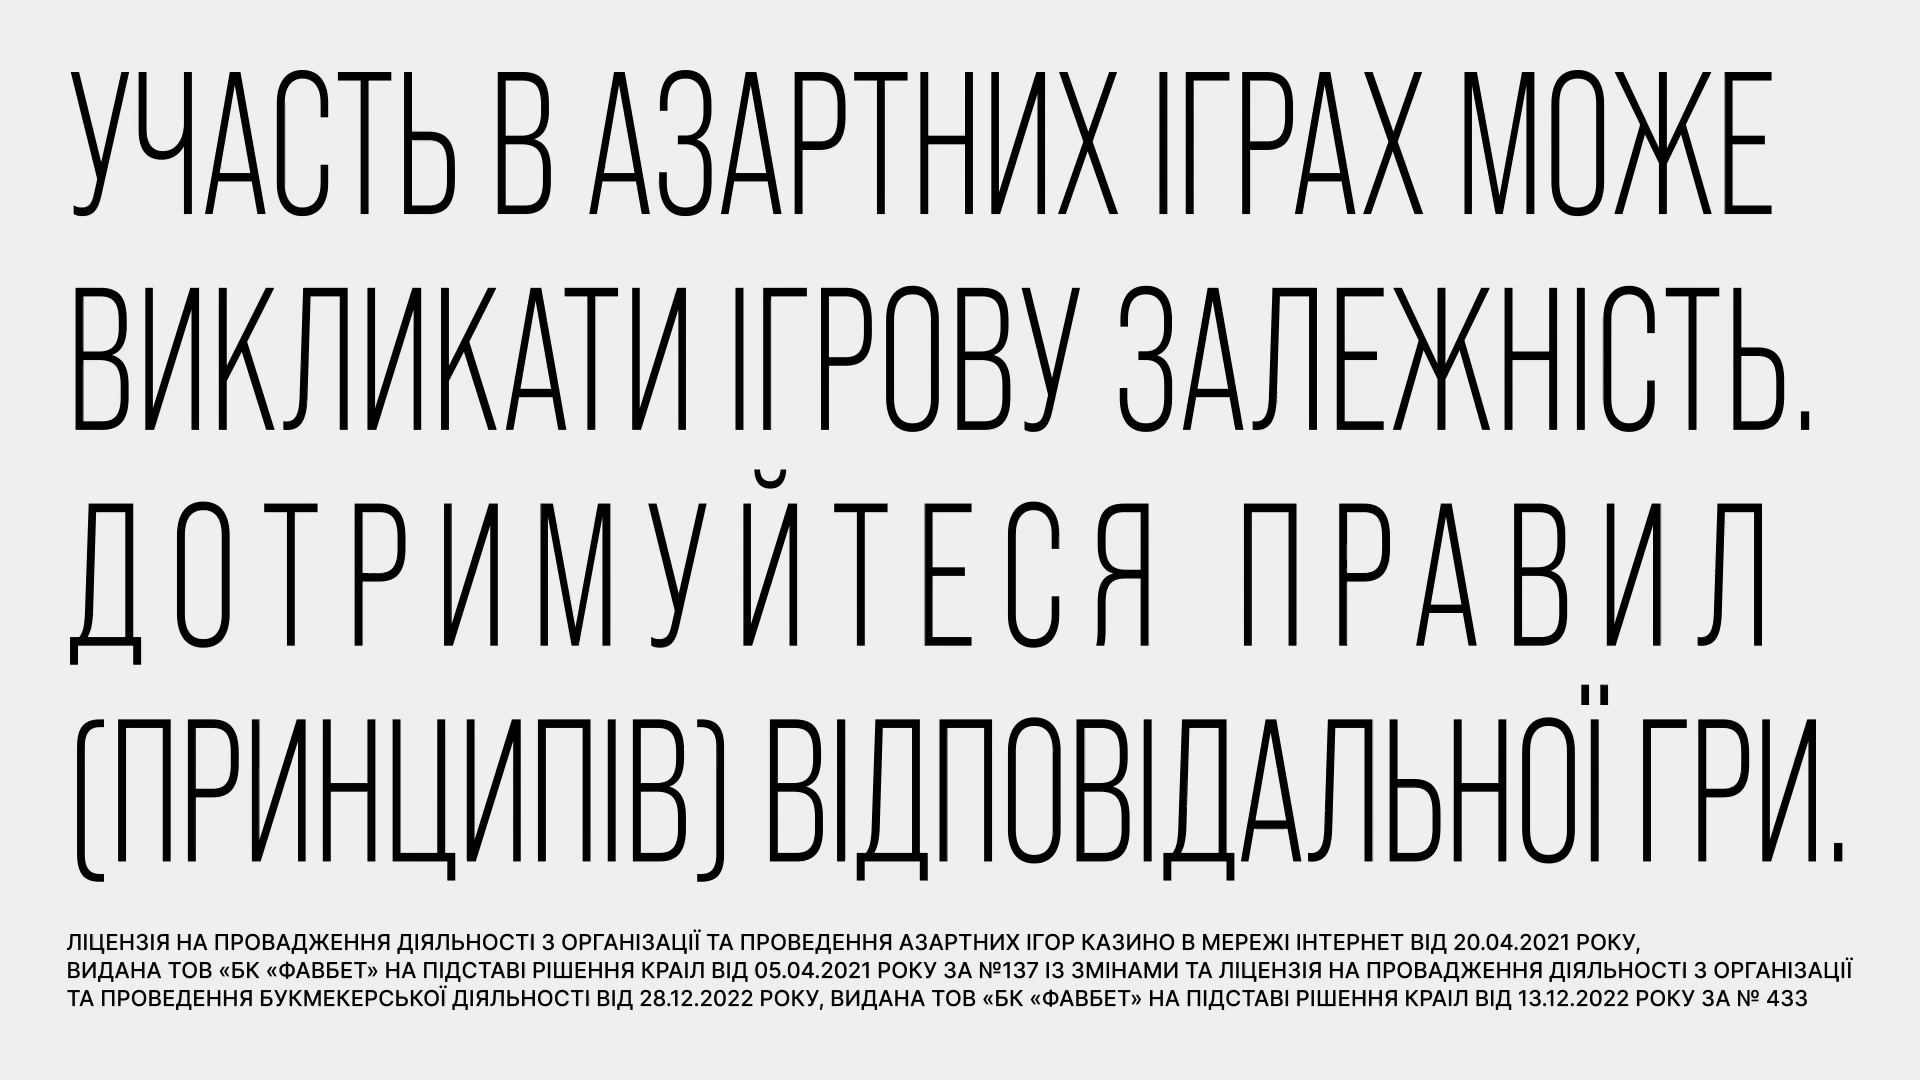 УЧАСТЬ В АЗАРТНИХ ІГРАХ МОЖЕ
ВИКЛИКАТИ ІГРОВУ ЗАЛЕЖНІСТЬ.
ДОТРИМУЙТЕСЯ ПРАВИЛ
(ПРИНЦИПІВ) ВІДПОВІДАЛЬНОЇ ГРИ.
ЛІЦЕНЗІЯ НА ПРОВАДЖЕННЯ ДІЯЛЬНОСТІ З ОРГАНІЗАЦІЇ ТА ПРОВЕДЕННЯ АЗАРТНИХ ІГОР КАЗИНО В МЕРЕЖІ ІНТЕРНЕТ ВІД 20.04.2021 РОКУ,
ВИДАНА ТОВ «БК «ФАВБЕТ» НА ПІДСТАВІ РІШЕННЯ КРАІЛ ВІД 05.04.2021 РОКУ ЗА №137 ІЗ ЗМІНАМИ ТА ЛІЦЕНЗІЯ НА ПРОВАДЖЕННЯ ДІЯЛЬНОСТІ З ОРГАНІЗАЦІЇ
ТА ПРОВЕДЕННЯ БУКМЕКЕРСЬКОЇ ДІЯЛЬНОСТІ ВІД 28.12.2022 РОКУ, ВИДАНА ТОВ «БК «ФАВБЕТ» НА ПІДСТАВІ РІШЕННЯ КРАІЛ ВІД 13.12.2022 РОКУ ЗА № 433